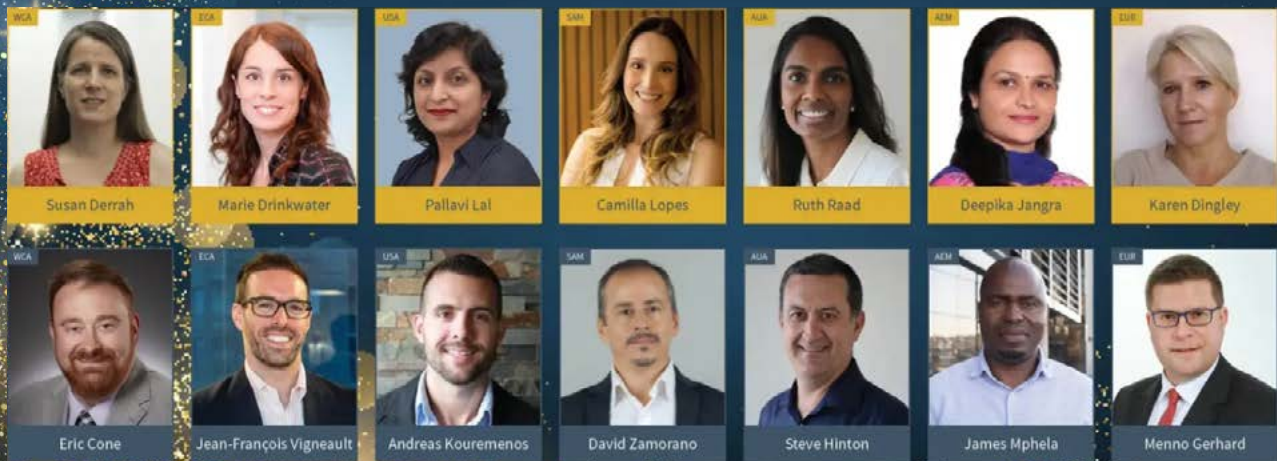 WCA
ECA
USA
SAM
AUA
AEM
EUR
Susan Derrah
Marie Drinkwater
Pallavi Lal
Camilla Lopes
Ruth Raad
Deepika Jangra
Karen Dingley
WCA
ECA
USA
SAM
AUA
AEM
EUR
Eric Cone
Jean-François Vigneault
Andreas Kouremenos
David Zamorano
Steve Hinton
James Mphela
Menno Gerhard